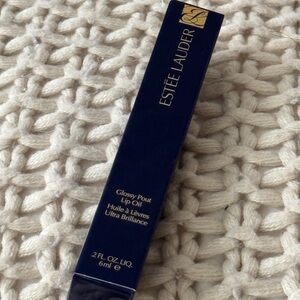 ESTĒE LAUDER
Glossy Pout
Lip Oil
Huile à Lèvres
Ultra Brillance
.2 FL. OZ. LIQ.
6ml ℮